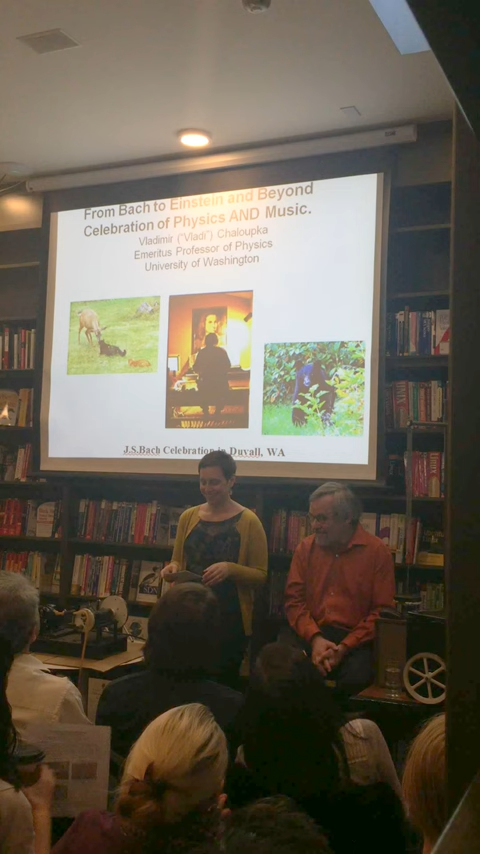 From Bach to Einstein and Beyond
Celebration of Physics AND Music.
Vladimir ("Vladi") Chaloupka
Emeritus Professor of Physics
University of Washington
J.S.Bach Celebration in Duvall, WA